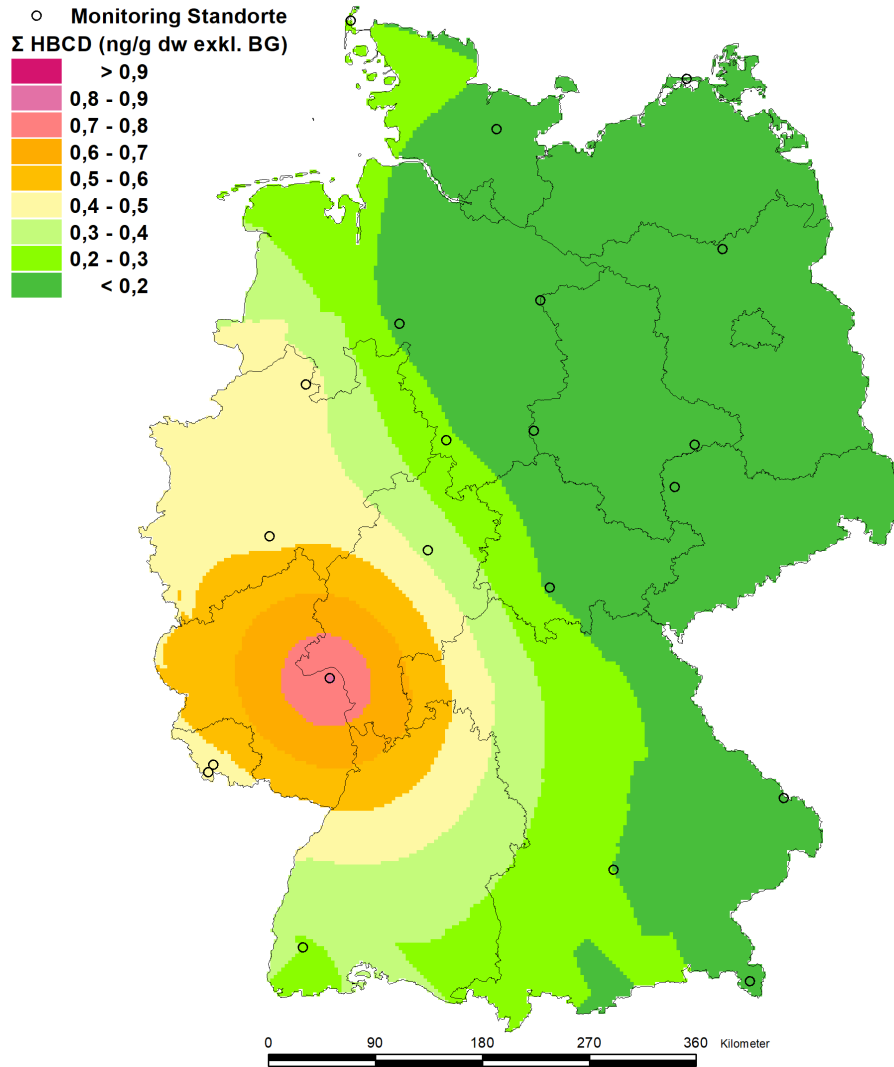 Monitoring Standorte
Σ HBCD (ng/g dw exkl. BG)
> 0,9
0,8 - 0,9
0,7 - 0,8
0,6 - 0,7
0,5 - 0,6
0,4 - 0,5
0,3 - 0,4
0,2 - 0,3
< 0,2
0 90 180 270 360 Kilometer